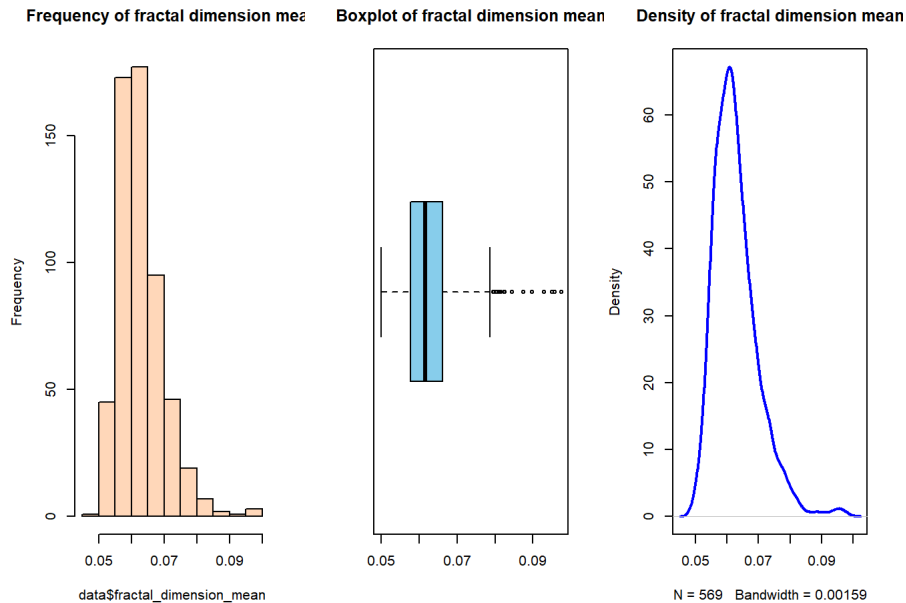 Frequency of fractal dimension mea
Frequency
0
50
100
150
0.05
0.07
0.09
data$fractal_dimension_mean
Boxplot of fractal dimension mean
0.05
0.07
0.09
Density of fractal dimension mean
Density
0
10
20
30
40
50
60
0.05
0.07
0.09
N = 569 Bandwidth = 0.00159